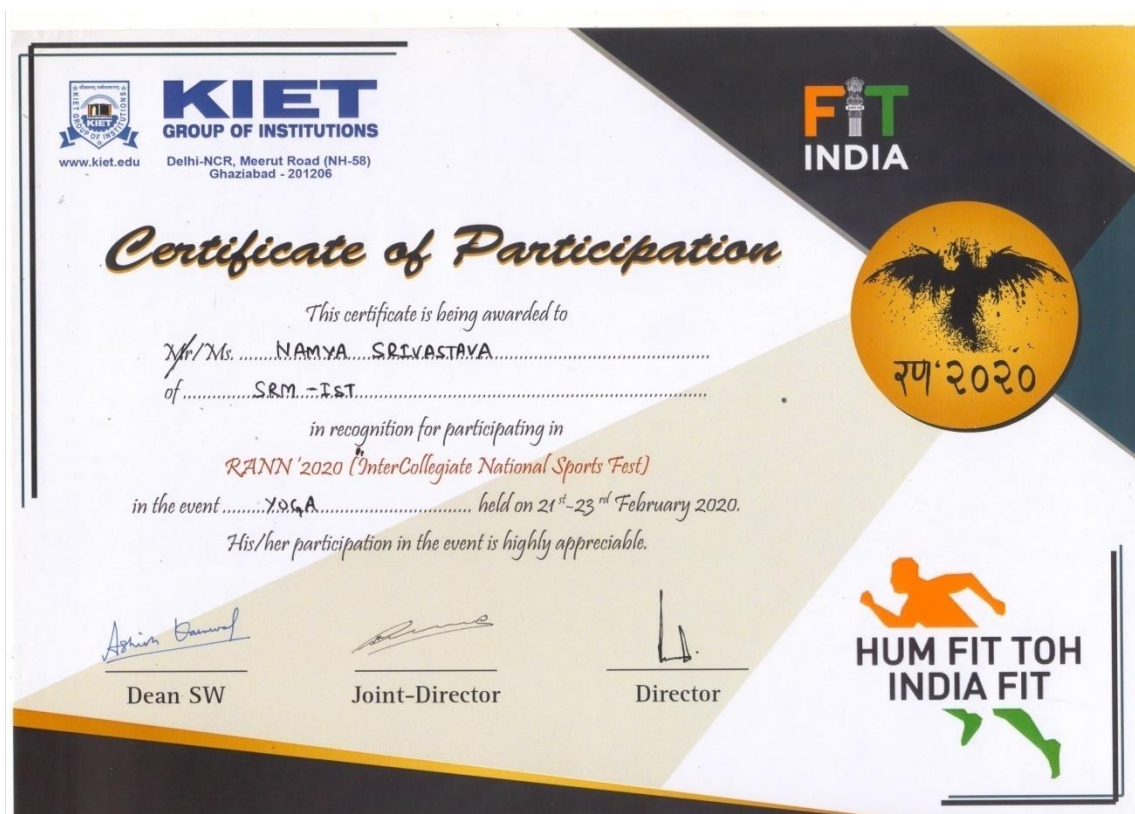 KIET
GROUP OF INSTITUTIONS
www.kiet.edu
Delhi-NCR, Meerut Road (NH-58)
Ghaziabad - 201206
FIT
INDIA
Certificate of Participation
This certificate is being awarded to
Mr/Ms. NAMYA SRIVASTAVA
of SRM-IST
in recognition for participating in
RANN '2020 (InterCollegiate National Sports Fest)
in the event YOGA held on 21st-23rd February 2020.
His/her participation in the event is highly appreciable.
रण'२०२०
Dean SW
Joint-Director
Director
HUM FIT TOH
INDIA FIT